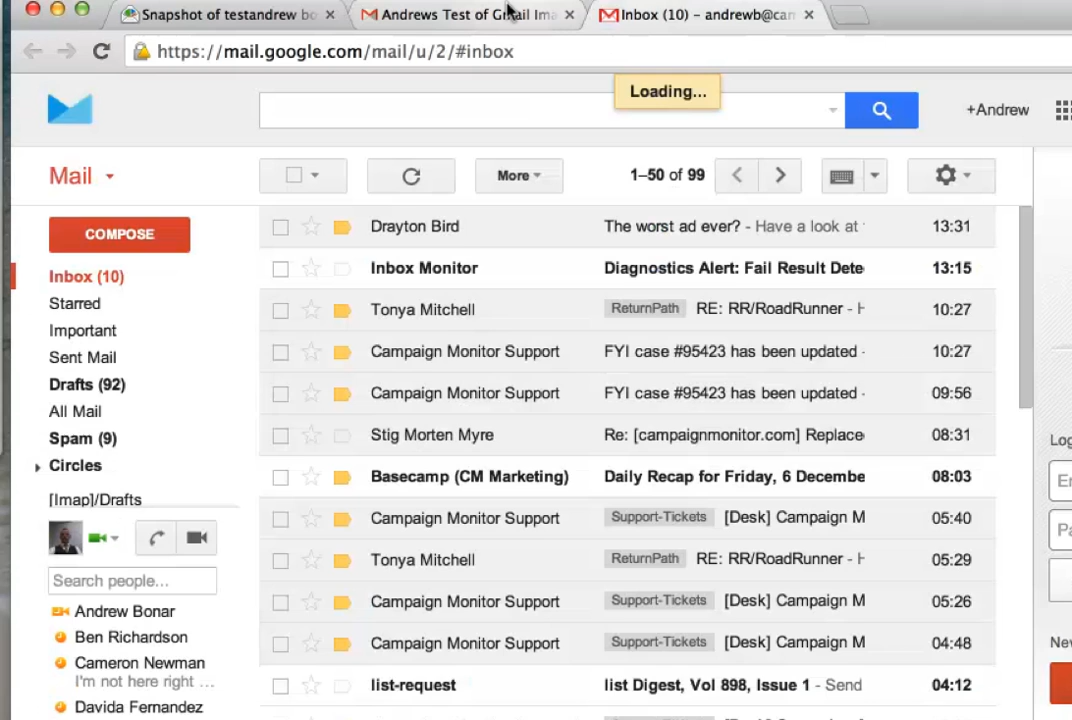 Snapshot of testandrew bo
Andrews Test of Gmail Ima
Inbox (10) - andrewb@cam
https://mail.google.com/mail/u/2/#inbox
Loading...
+Andrew
Mail
More
1–50 of 99
COMPOSE
Inbox (10)
Starred
Important
Sent Mail
Drafts (92)
All Mail
Spam (9)
Circles
[Imap]/Drafts
Search people...
Andrew Bonar
Ben Richardson
Cameron Newman
I'm not here right ...
Davida Fernandez
Drayton Bird The worst ad ever? - Have a look at 13:31
Inbox Monitor Diagnostics Alert: Fail Result Dete 13:15
Tonya Mitchell ReturnPath RE: RR/RoadRunner - H 10:27
Campaign Monitor Support FYI case #95423 has been updated - 10:27
Campaign Monitor Support FYI case #95423 has been updated - 09:56
Stig Morten Myre Re: [campaignmonitor.com] Replace 08:31
Basecamp (CM Marketing) Daily Recap for Friday, 6 Decembe 08:03
Campaign Monitor Support Support-Tickets [Desk] Campaign M 05:40
Tonya Mitchell ReturnPath RE: RR/RoadRunner - H 05:29
Campaign Monitor Support Support-Tickets [Desk] Campaign M 05:26
Campaign Monitor Support Support-Tickets [Desk] Campaign M 04:48
list-request list Digest, Vol 898, Issue 1 - Send 04:12
Log
Er
Pa
Nev